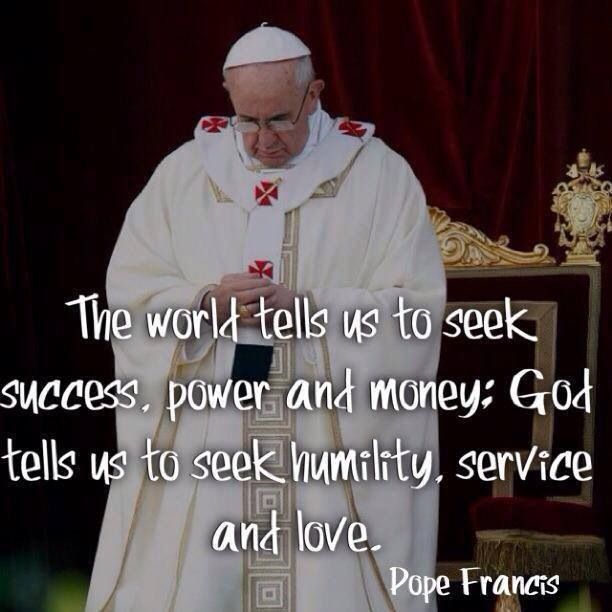 The world tells us to seek
success, power and money; God
tells us to seek humility, service
and love.
Pope Francis